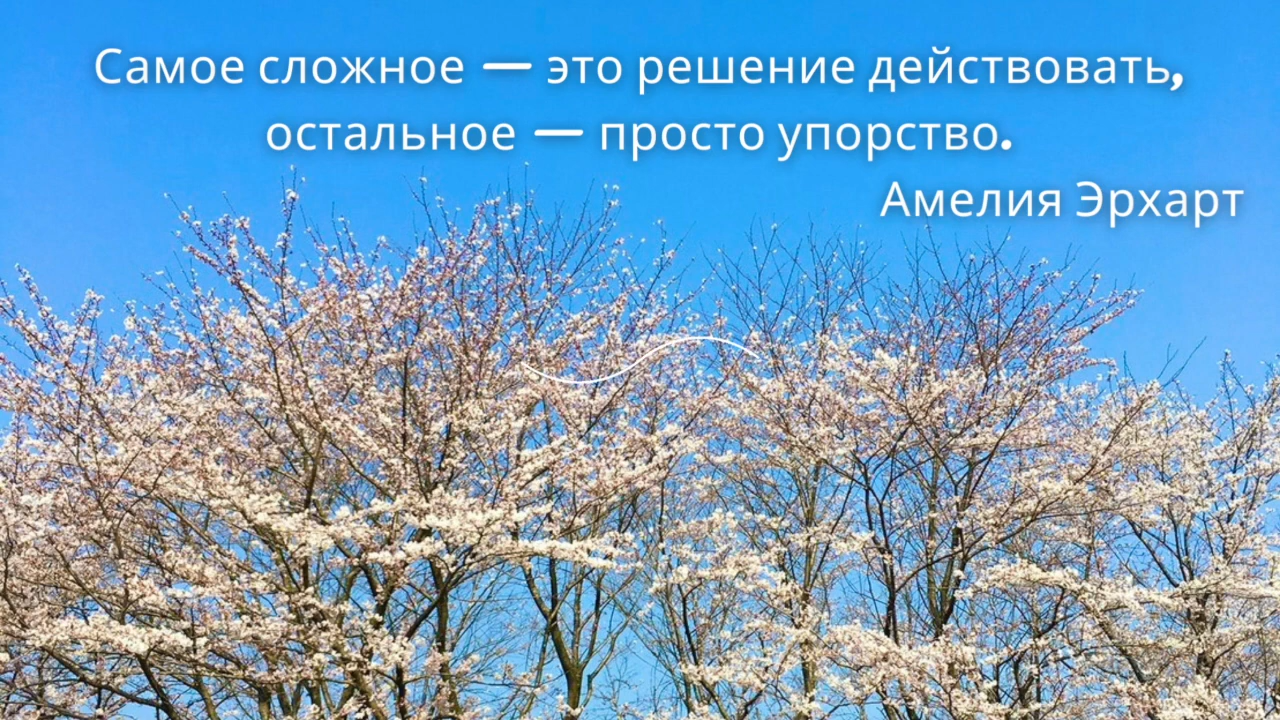 Самое сложное — это решение действовать,
остальное — просто упорство.
Амелия Эрхарт